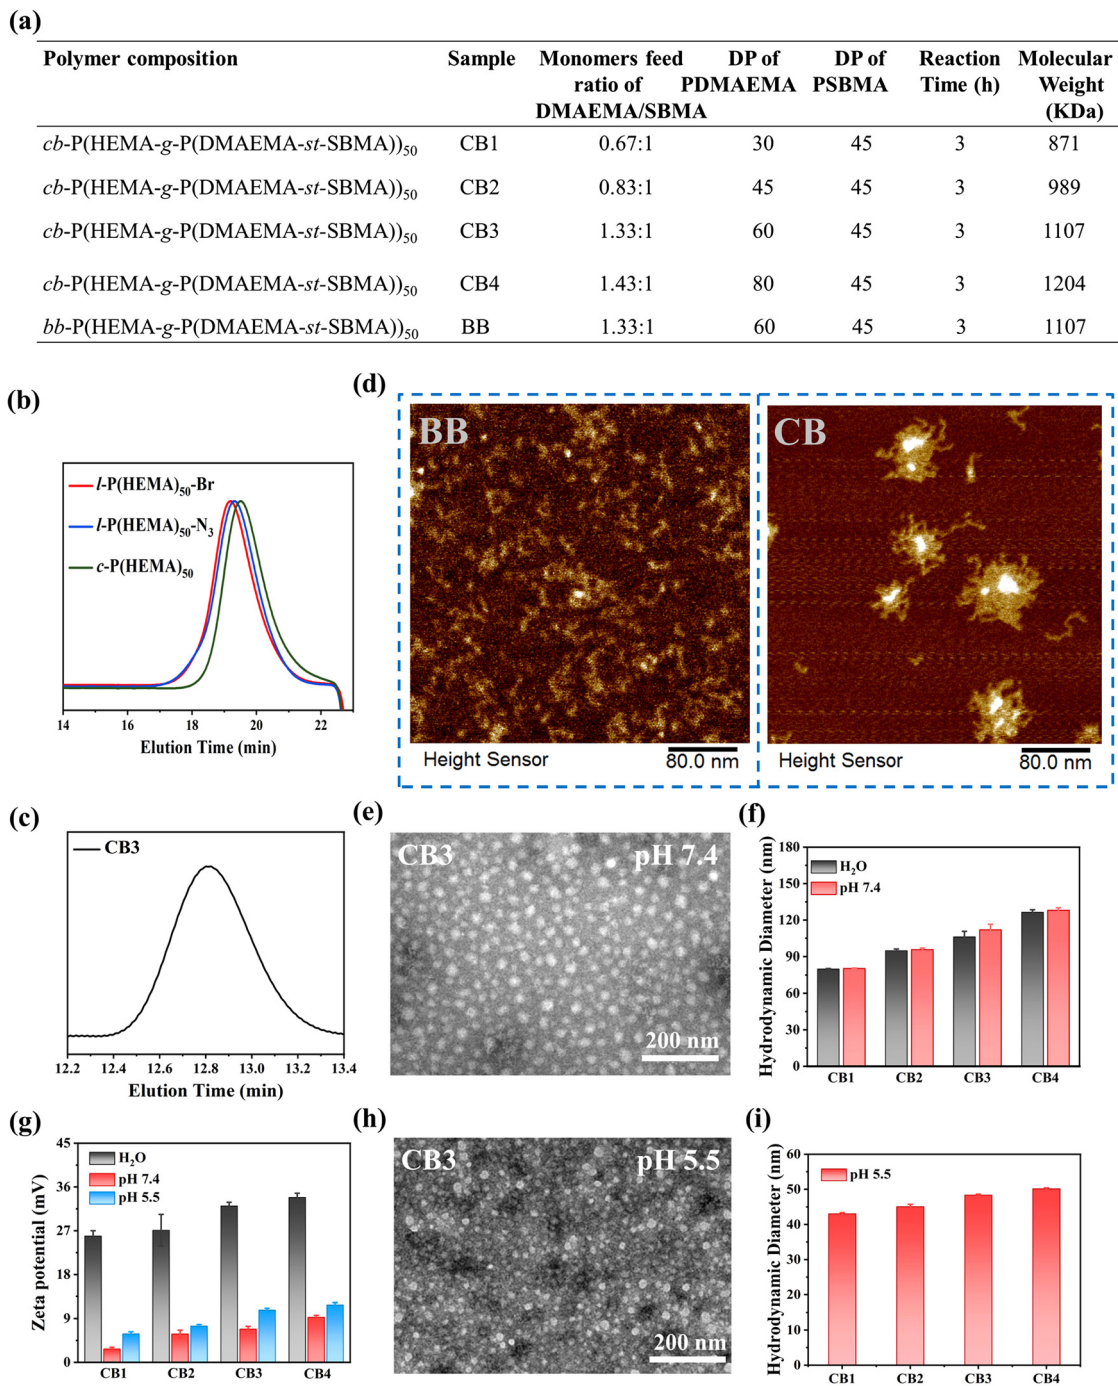 (a)
Polymer composition Sample Monomers feed DP of DP of Reaction Molecular
ratio of PDMAEMA PSBMA Time (h) Weight
DMAEMA/SBMA (KDa)
cb-P(HEMA-g-P(DMAEMA-st-SBMA))50 CB1 0.67:1 30 45 3 871
cb-P(HEMA-g-P(DMAEMA-st-SBMA))50 CB2 0.83:1 45 45 3 989
cb-P(HEMA-g-P(DMAEMA-st-SBMA))50 CB3 1.33:1 60 45 3 1107
cb-P(HEMA-g-P(DMAEMA-st-SBMA))50 CB4 1.43:1 80 45 3 1204
bb-P(HEMA-g-P(DMAEMA-st-SBMA))50 BB 1.33:1 60 45 3 1107
(b)
l-P(HEMA)50-Br
l-P(HEMA)50-N3
c-P(HEMA)50
14 16 18 20 22
Elution Time (min)
(d)
BB
Height Sensor
80.0 nm
CB
Height Sensor
80.0 nm
(c)
CB3
12.2 12.4 12.6 12.8 13.0 13.2 13.4
Elution Time (min)
(e)
CB3 pH 7.4
200 nm
(f)
Hydrodynamic Diameter (nm)
180
150
120
90
60
30
0
H2O
pH 7.4
CB1 CB2 CB3 CB4
(g)
Zeta potential (mV)
45
36
27
18
9
0
H2O
pH 7.4
pH 5.5
CB1 CB2 CB3 CB4
(h)
CB3 pH 5.5
200 nm
(i)
Hydrodynamic Diameter (nm)
60
50
40
30
20
10
0
pH 5.5
CB1 CB2 CB3 CB4